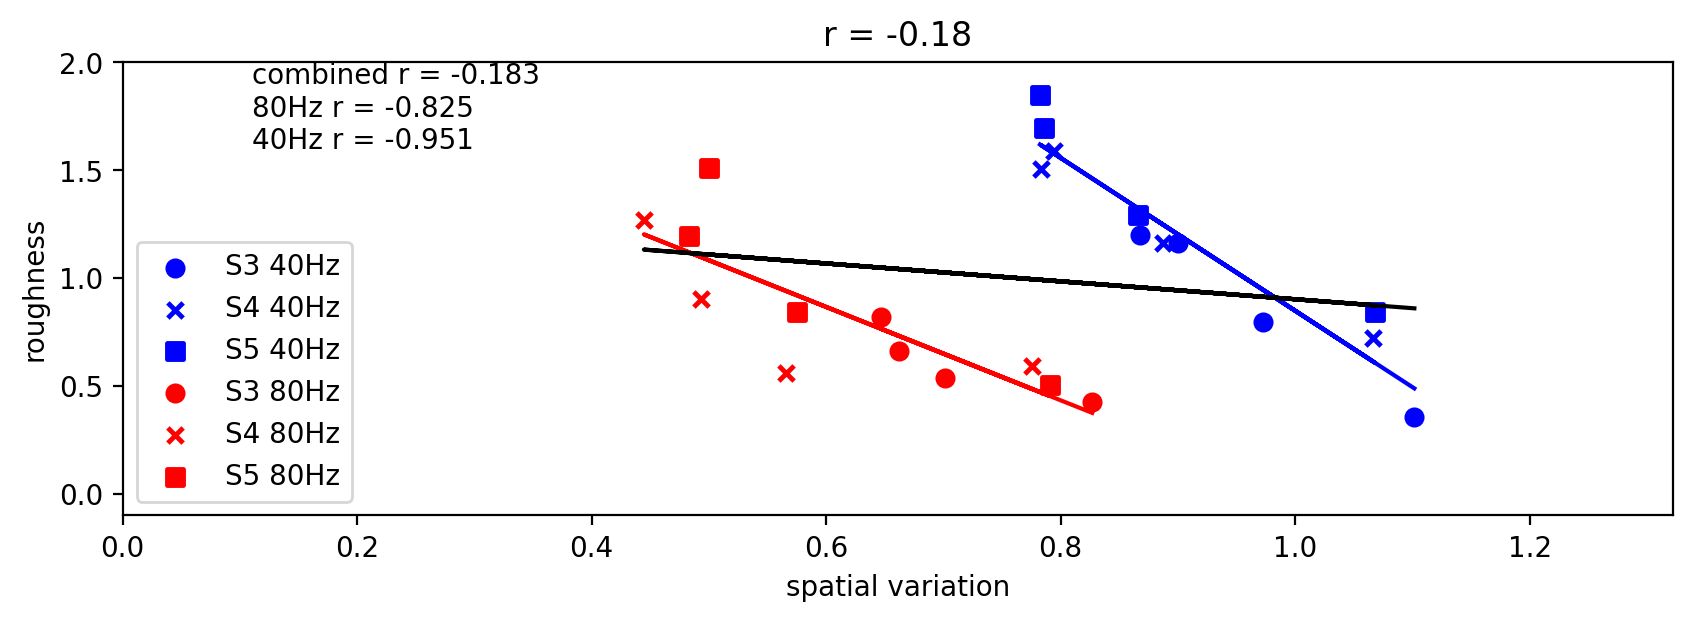 r = -0.18
combined r = -0.183
80Hz r = -0.825
40Hz r = -0.951
2.0
1.5
1.0
0.5
0.0
roughness
S3 40Hz
S4 40Hz
S5 40Hz
S3 80Hz
S4 80Hz
S5 80Hz
0.0 0.2 0.4 0.6 0.8 1.0 1.2
spatial variation